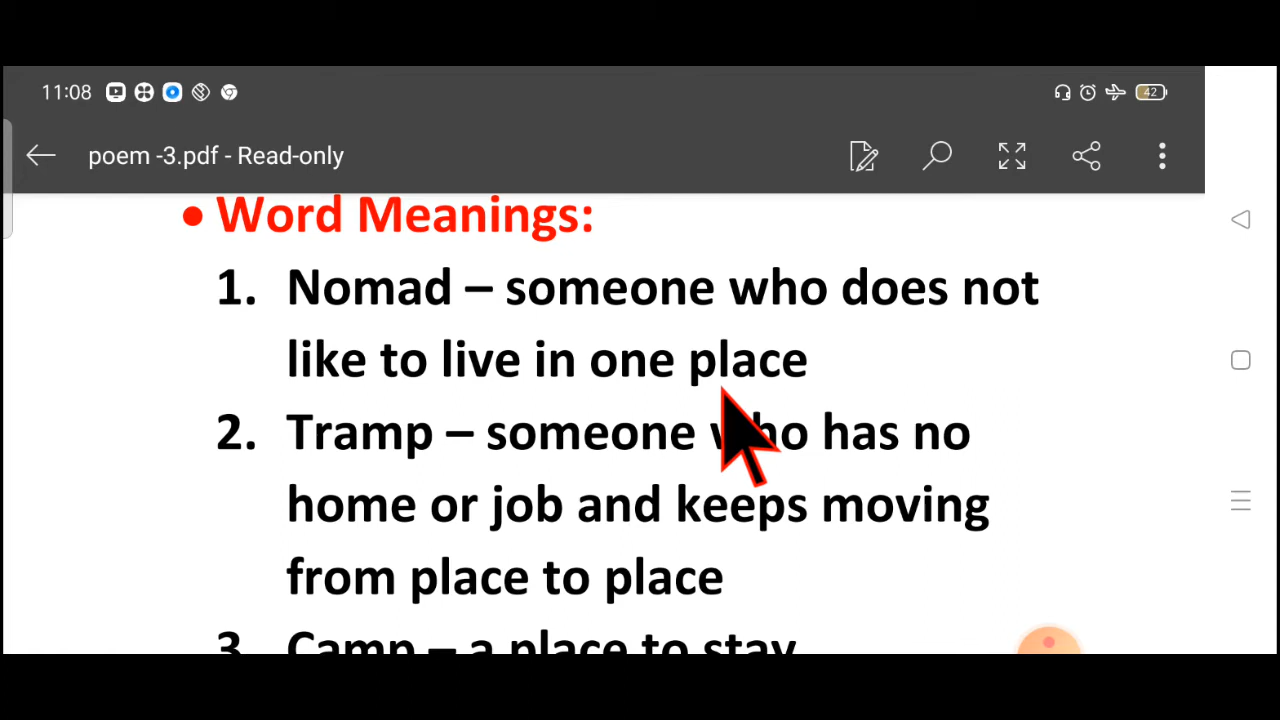 11:08
42
poem -3.pdf - Read-only
• Word Meanings:
1. Nomad – someone who does not
like to live in one place
2. Tramp – someone who has no
home or job and keeps moving
from place to place
3. Camp – a place to stay